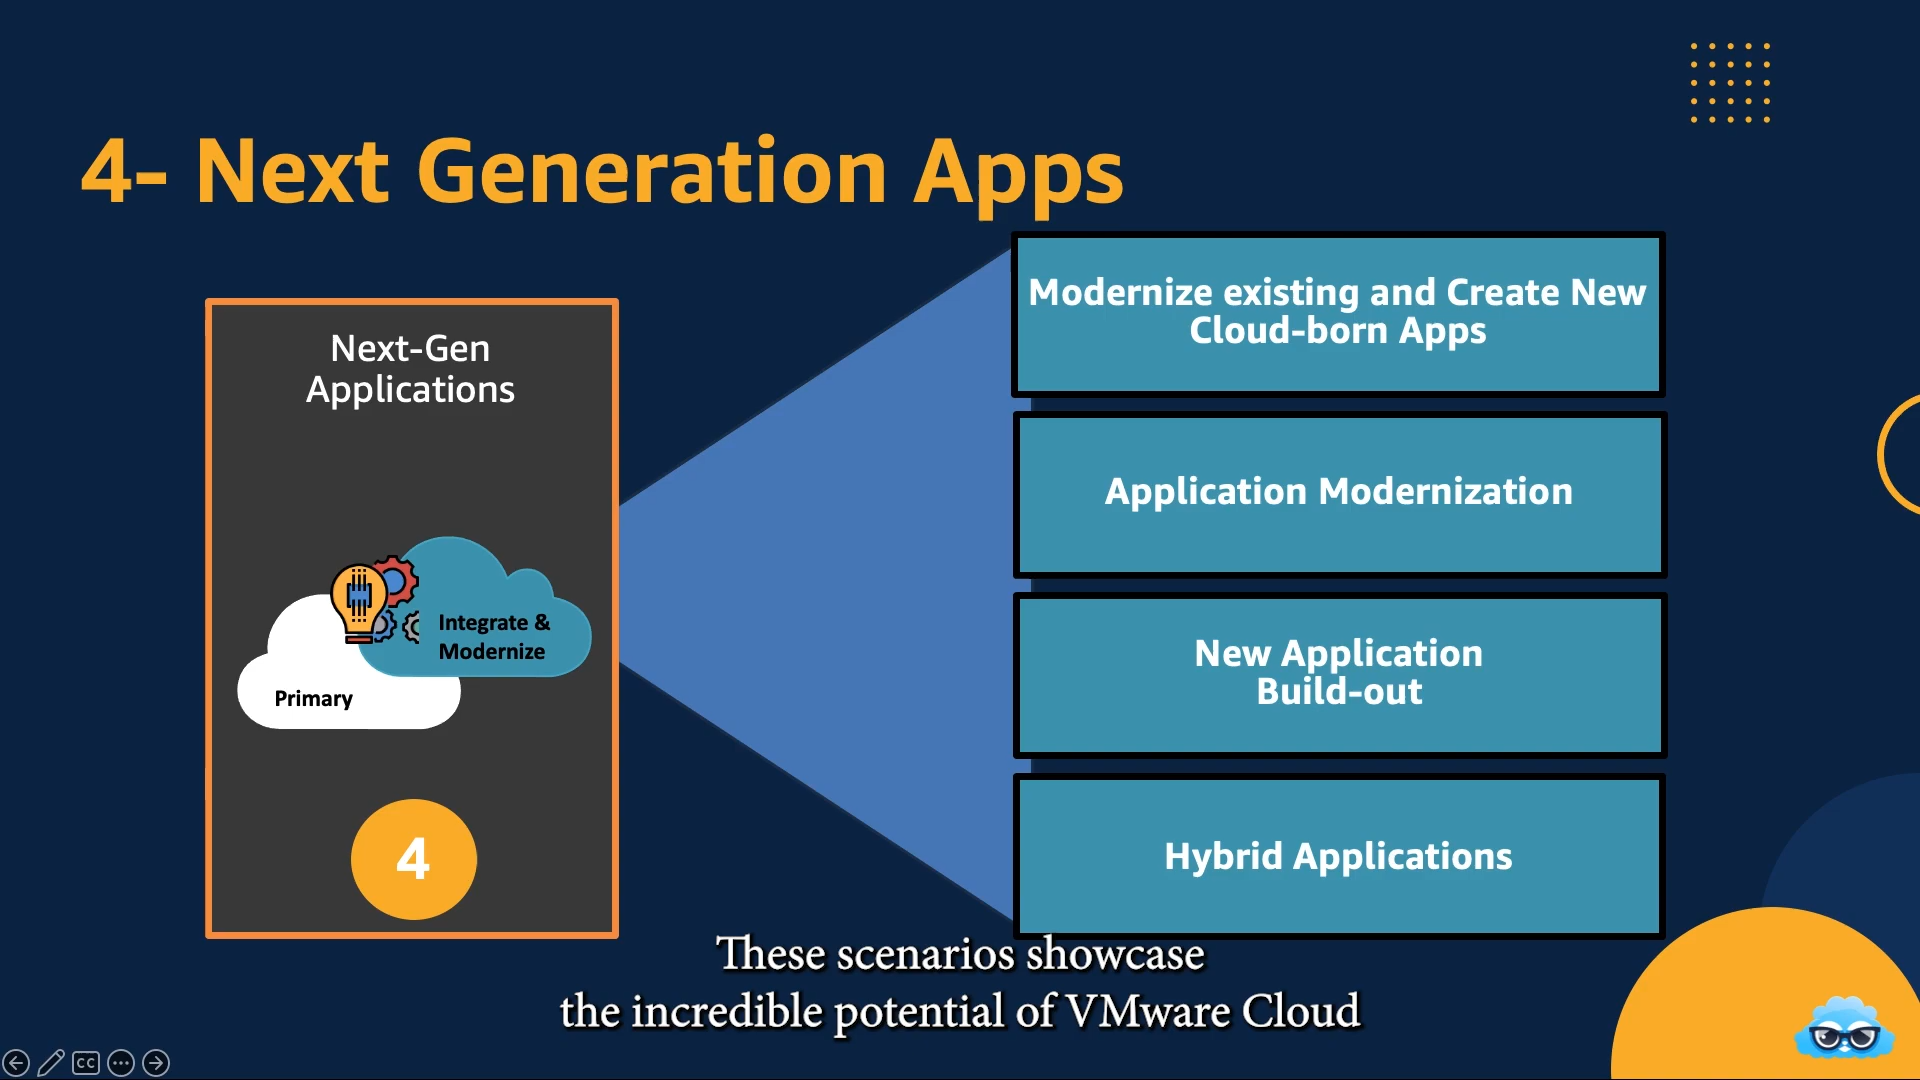 4- Next Generation Apps
Next-Gen
Applications
Integrate &
Modernize
Primary
4
Modernize existing and Create New
Cloud-born Apps
Application Modernization
New Application
Build-out
Hybrid Applications
These scenarios showcase
the incredible potential of VMware Cloud
CC